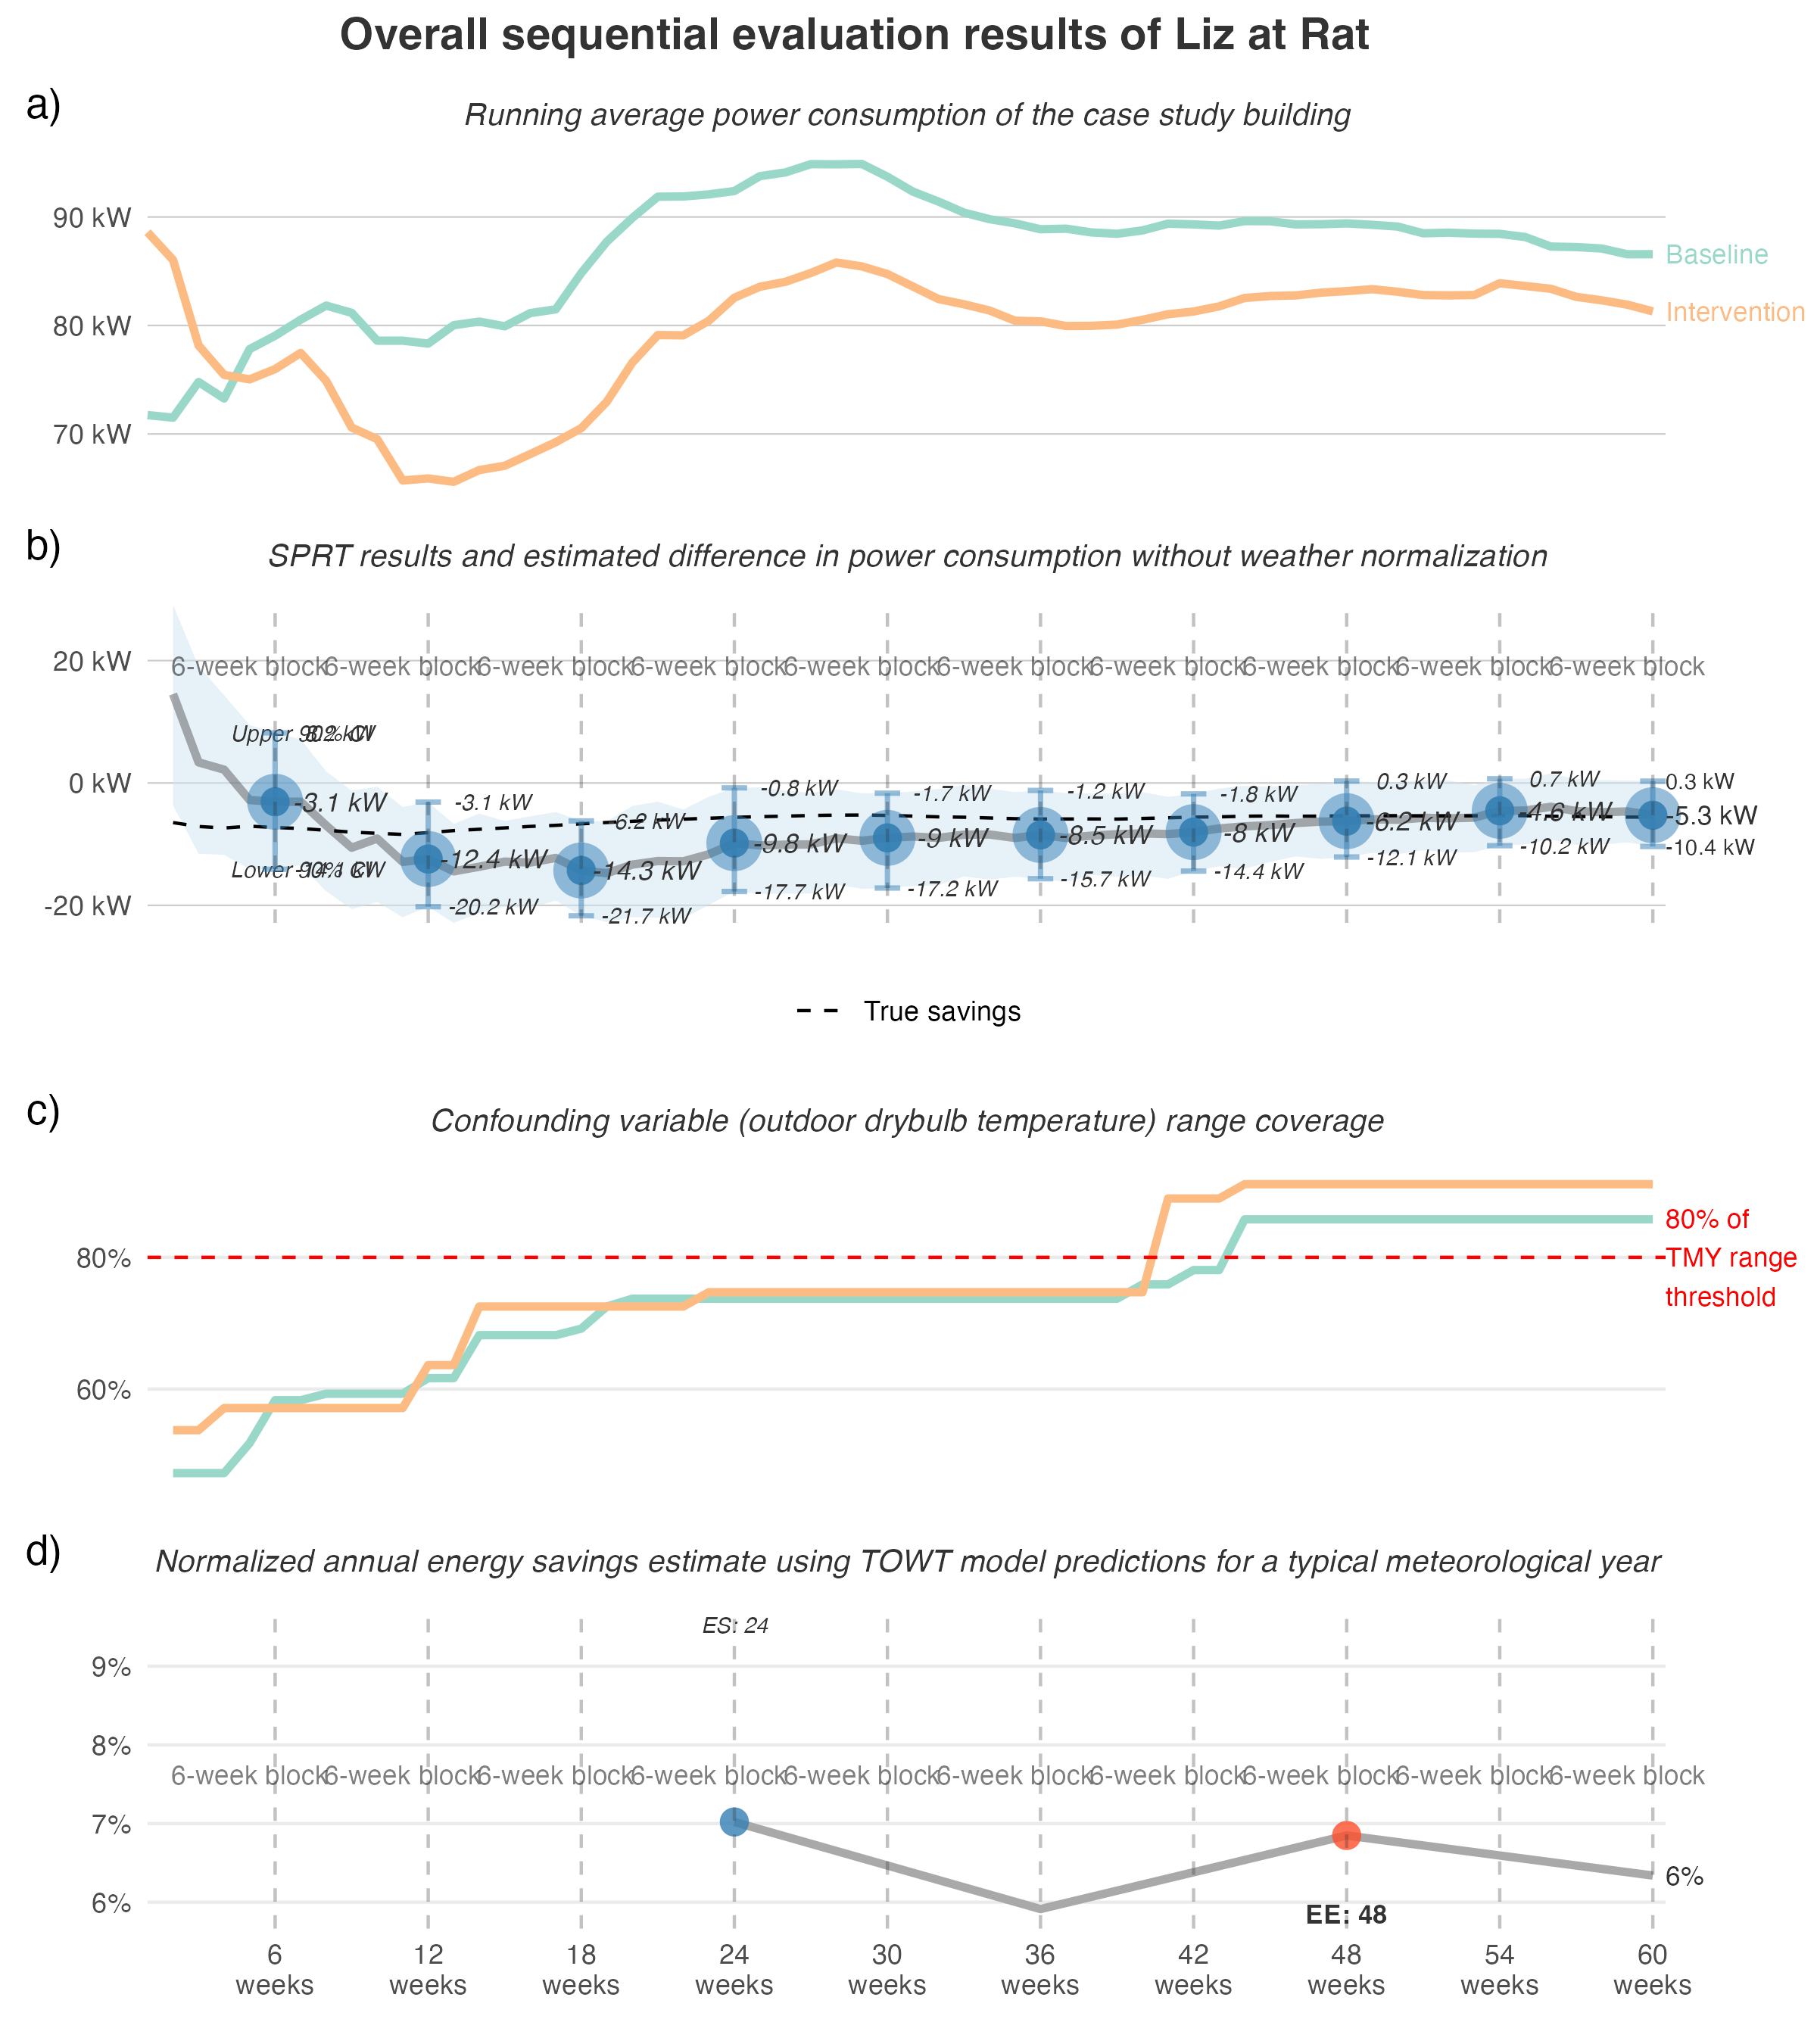 Overall sequential evaluation results of Liz at Rat
a)
Running average power consumption of the case study building
90 kW
80 kW
70 kW
Baseline
Intervention
b)
SPRT results and estimated difference in power consumption without weather normalization
20 kW
0 kW
-20 kW
6-week block
6-week block
6-week block
6-week block
6-week block
6-week block
6-week block
6-week block
6-week block
6-week block
Upper 90% CI
8.2 kW
-3.1 kW
Lower 90% CI
-14.1 kW
-3.1 kW
-12.4 kW
-20.2 kW
-6.2 kW
-14.3 kW
-21.7 kW
-0.8 kW
-9.8 kW
-17.7 kW
-1.7 kW
-9 kW
-17.2 kW
-1.2 kW
-8.5 kW
-15.7 kW
-1.8 kW
-8 kW
-14.4 kW
0.3 kW
-6.2 kW
-12.1 kW
0.7 kW
-4.6 kW
-10.2 kW
0.3 kW
-5.3 kW
-10.4 kW
True savings
c)
Confounding variable (outdoor drybulb temperature) range coverage
80%
60%
80% of
TMY range
threshold
d)
Normalized annual energy savings estimate using TOWT model predictions for a typical meteorological year
ES: 24
9%
8%
7%
6%
6-week block
6-week block
6-week block
6-week block
6-week block
6-week block
6-week block
6-week block
6-week block
6-week block
6%
EE: 48
6
weeks
12
weeks
18
weeks
24
weeks
30
weeks
36
weeks
42
weeks
48
weeks
54
weeks
60
weeks